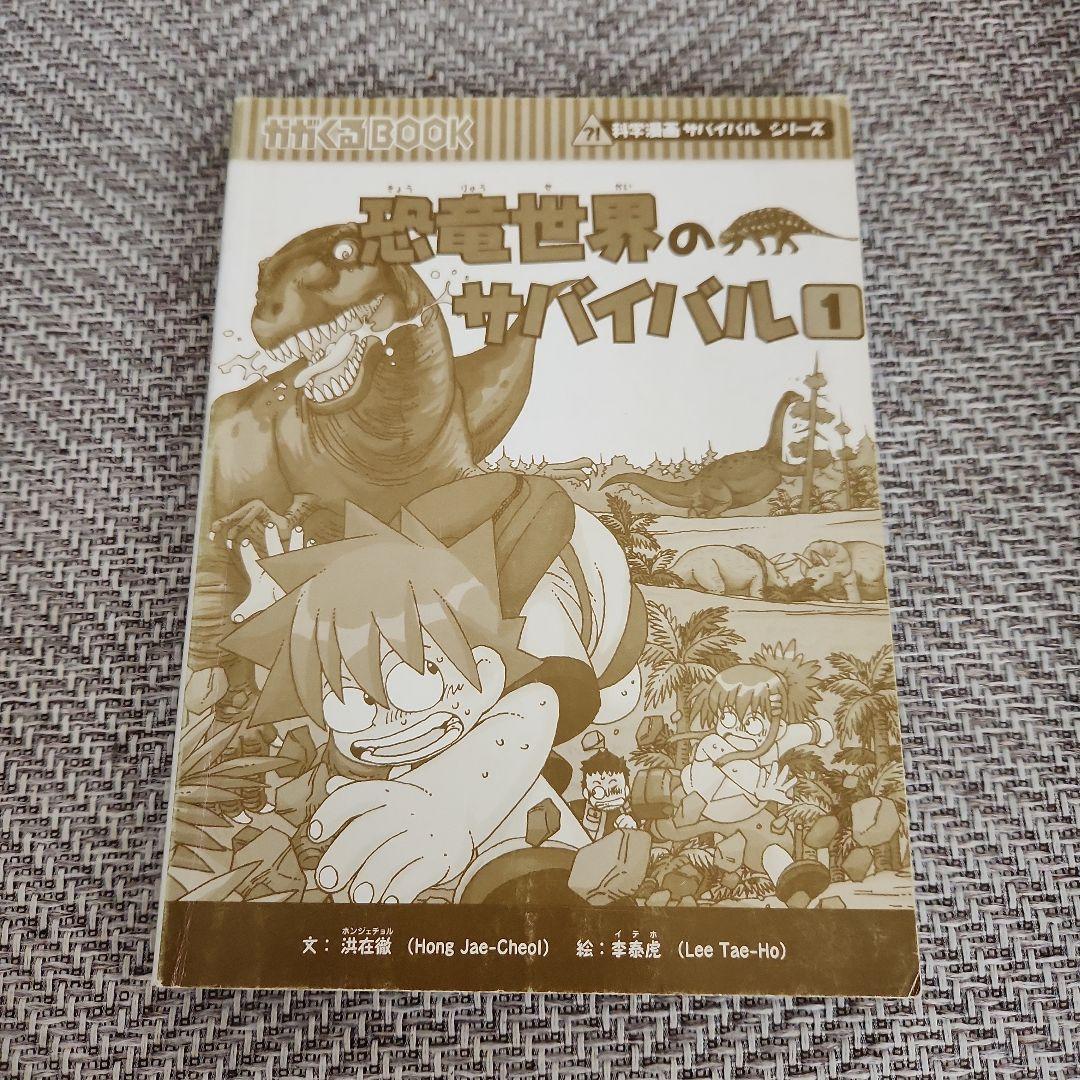 かがくるBOOK
?! 科学漫画 サバイバル シリーズ
きょう りゅう せ かい
恐竜世界の
サバイバル1
ホンジェチョル イテホ
文:洪在徹 (Hong Jae-Cheol) 絵:李泰虎 (Lee Tae-Ho)